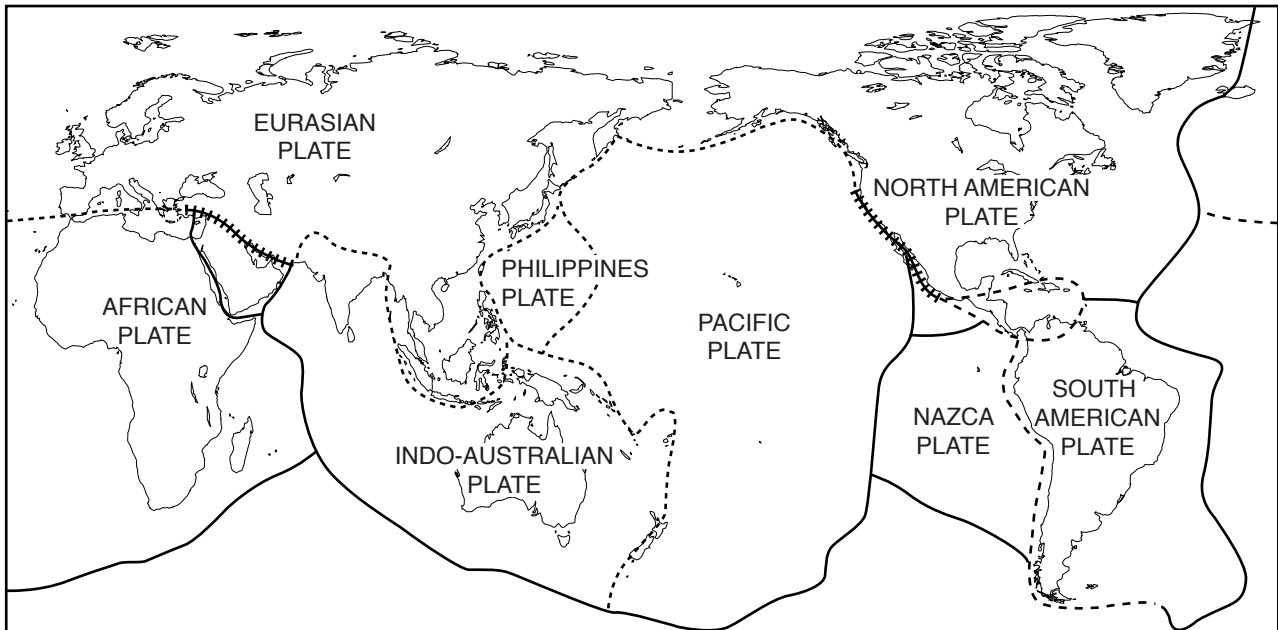 EURASIAN
PLATE
NORTH AMERICAN
PLATE
PHILIPPINES
PLATE
AFRICAN
PLATE
PACIFIC
PLATE
SOUTH
AMERICAN
PLATE
NAZCA
PLATE
INDO-AUSTRALIAN
PLATE